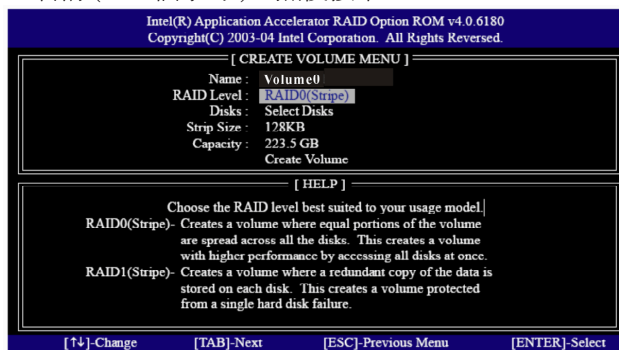 Intel(R) Application Accelerator RAID Option ROM v4.0.6180
Copyright(C) 2003-04 Intel Corporation. All Rights Reversed.
[ CREATE VOLUME MENU ]
Name : Volume0
RAID Level : RAID0(Stripe)
Disks : Select Disks
Strip Size : 128KB
Capacity : 223.5 GB
Create Volume
[ HELP ]
Choose the RAID level best suited to your usage model.
RAID0(Stripe)- Creates a volume where equal portions of the volume
are spread across all the disks. This creates a volume
with higher performance by accessing all disks at once.
RAID1(Stripe)- Creates a volume where a redundant copy of the data is
stored on each disk. This creates a volume protected
from a single hard disk failure.
[↑↓]-Change [TAB]-Next [ESC]-Previous Menu [ENTER]-Select